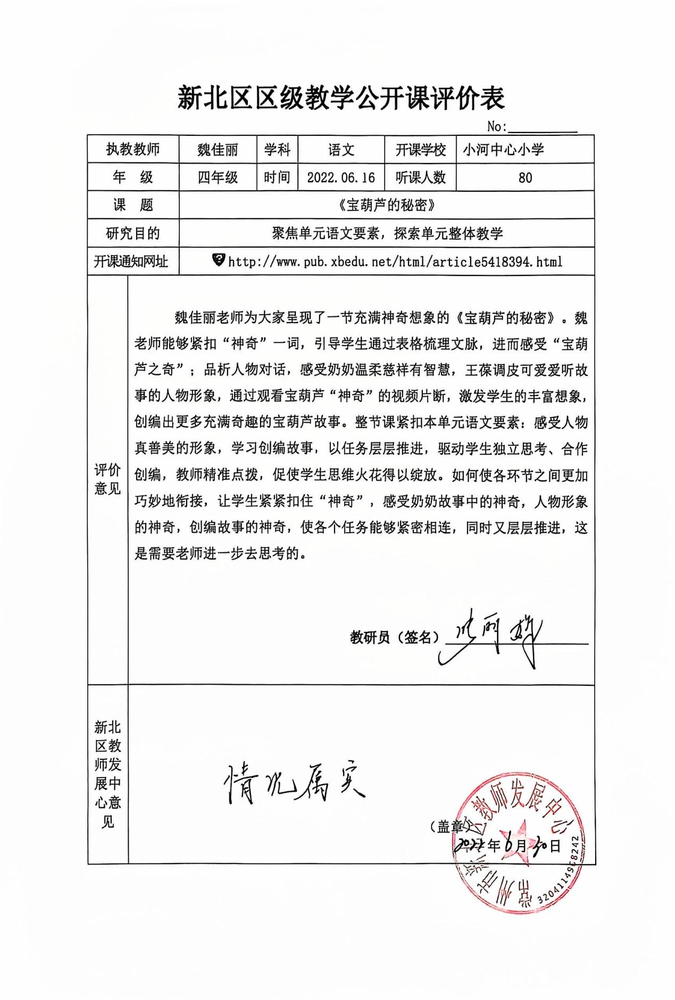 新北区区级教学公开课评价表
No:
执教教师 魏佳丽 学科 语文 开课学校 小河中心小学
年 级 四年级 时间 2022.06.16 听课人数 80
课 题 《宝葫芦的秘密》
研究目的 聚焦单元语文要素，探索单元整体教学
开课通知网址 http://www.pub.xbedu.net/html/article5418394.html
评价
意见
魏佳丽老师为大家呈现了一节充满神奇想象的《宝葫芦的秘密》。魏
老师能够紧扣“神奇”一词，引导学生通过表格梳理文脉，进而感受“宝葫
芦之奇”；品析人物对话，感受奶奶温柔慈祥有智慧，王葆调皮可爱爱听故
事的人物形象，通过观看宝葫芦“神奇”的视频片断，激发学生的丰富想象，
创编出更多充满奇趣的宝葫芦故事。整节课紧扣本单元语文要素：感受人物
真善美的形象，学习创编故事，以任务层层推进，驱动学生独立思考、合作
创编，教师精准点拨，促使学生思维火花得以绽放。如何使各环节之间更加
巧妙地衔接，让学生紧紧扣住“神奇”，感受奶奶故事中的神奇，人物形象
的神奇，创编故事的神奇，使各个任务能够紧密相连，同时又层层推进，这
是需要老师进一步去思考的。
教研员（签名）
新北
区教
师发
展中
心意
见
情况属实
（盖章）
2022年6月30日
常州市新北区教师发展中心